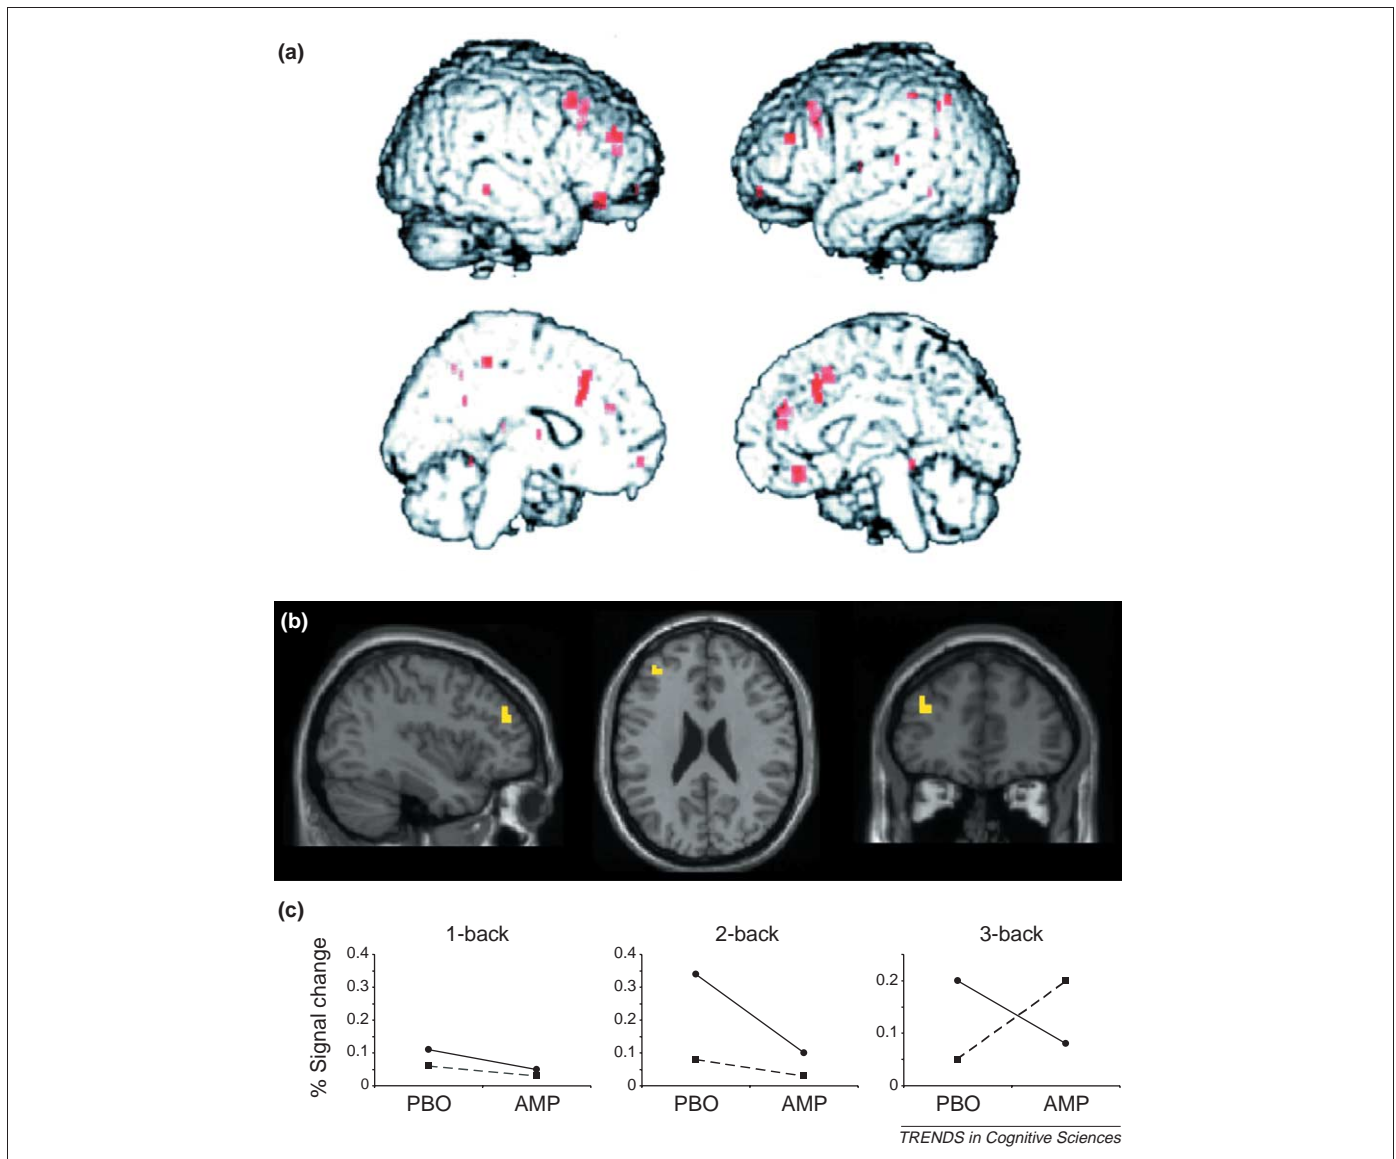 (a)
(b)
(c)
1-back
2-back
3-back
% Signal change
0.4
0.3
0.2
0.1
0
PBO AMP
0.4
0.3
0.2
0.1
0
PBO AMP
0.2
0.1
0
PBO AMP
TRENDS in Cognitive Sciences